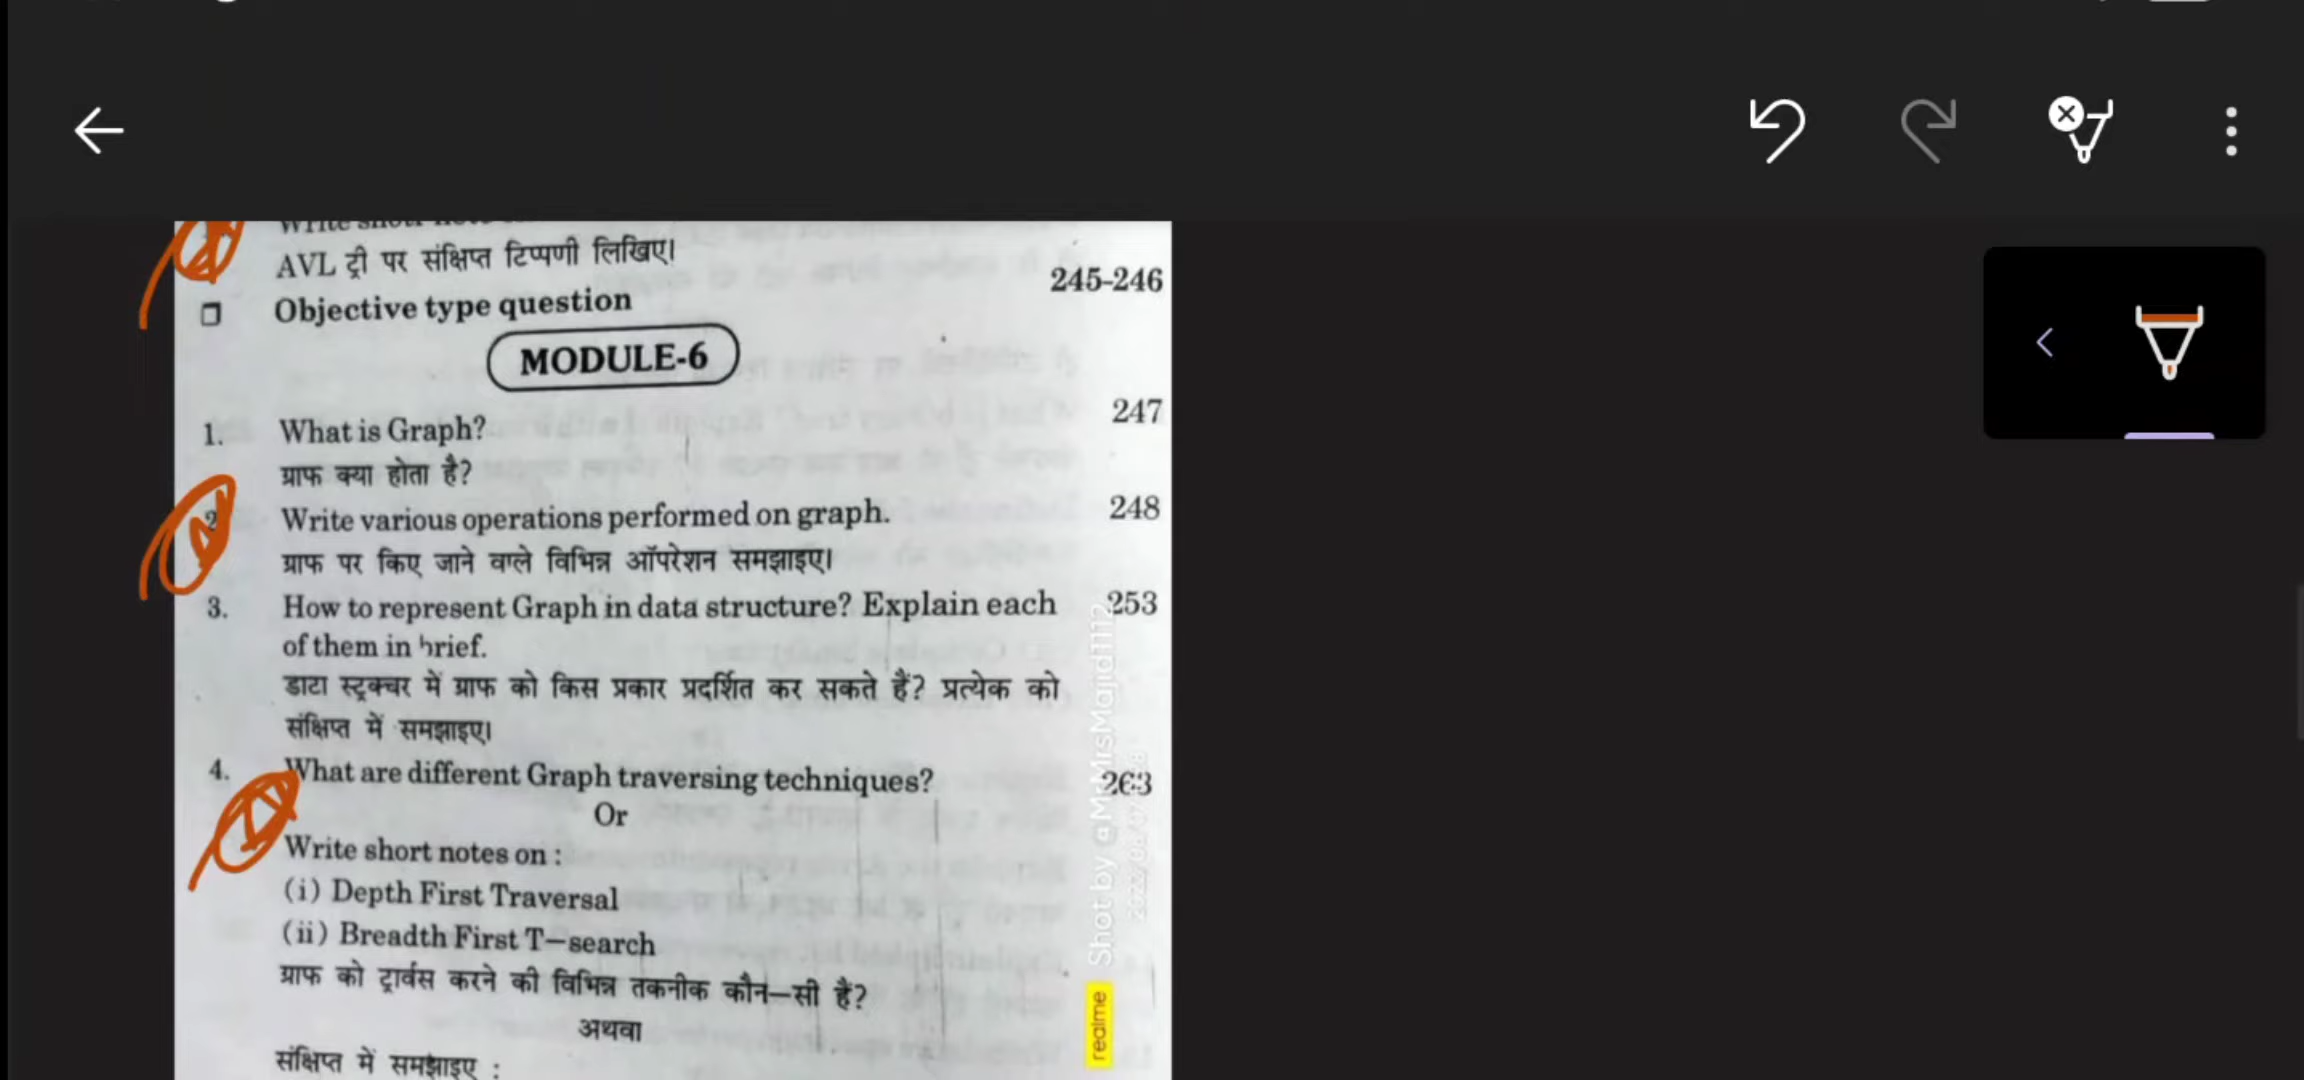 AVL ट्री पर संक्षिप्त टिप्पणी लिखिए।
Objective type question 245-246
MODULE-6
1. What is Graph? 247
ग्राफ क्या होता है?
2 Write various operations performed on graph. 248
ग्राफ पर किए जाने वाले विभिन्न ऑपरेशन समझाइए।
3. How to represent Graph in data structure? Explain each 253
of them in brief.
डाटा स्ट्रक्चर में ग्राफ को किस प्रकार प्रदर्शित कर सकते हैं? प्रत्येक को
संक्षिप्त में समझाइए।
4. What are different Graph traversing techniques? 263
Or
Write short notes on :
(i) Depth First Traversal
(ii) Breadth First T–search
ग्राफ को ट्रार्वस करने की विभिन्न तकनीक कौन–सी हैं?
अथवा
संक्षिप्त में समझाइए :
realme Shot by @MrMrsMajid1112